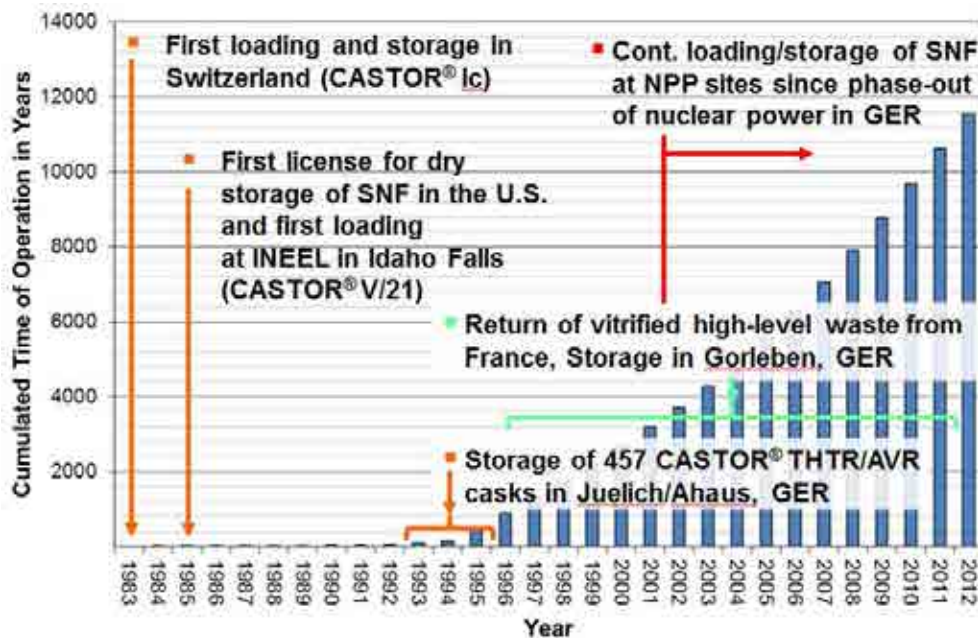 14000
12000
10000
8000
6000
4000
2000
Cumulated Time of Operation in Years
First loading and storage in
Switzerland (CASTOR® Ic)
First license for dry
storage of SNF in the U.S.
and first loading
at INEEL in Idaho Falls
(CASTOR® V/21)
Cont. loading/storage of SNF
at NPP sites since phase-out
of nuclear power in GER
Return of vitrified high-level waste from
France, Storage in Gorleben, GER
Storage of 457 CASTOR® THTR/AVR
casks in Juelich/Ahaus, GER
1983
1984
1985
1986
1987
1988
1989
1990
1991
1992
1993
1994
1995
1996
1997
1998
1999
2000
2001
2002
2003
2004
2005
2006
2007
2008
2009
2010
2011
2012
Year